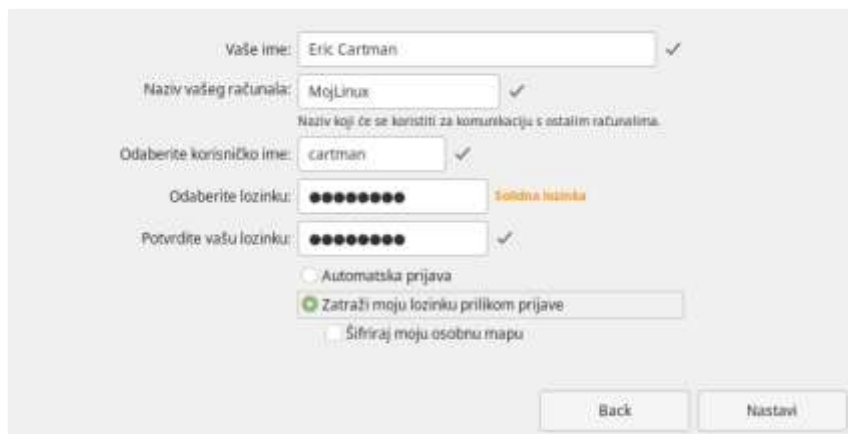 Vaše ime: Eric Cartman
Naziv vašeg računala: MojLinux
Naziv koji će se koristiti za komunikaciju s ostalim računalima.
Odaberite korisničko ime: cartman
Odaberite lozinku: ●●●●●●●● Solidna lozinka
Potvrdite vašu lozinku: ●●●●●●●●
Automatska prijava
Zatraži moju lozinku prilikom prijave
Šifriraj moju osobnu mapu
Back Nastavi